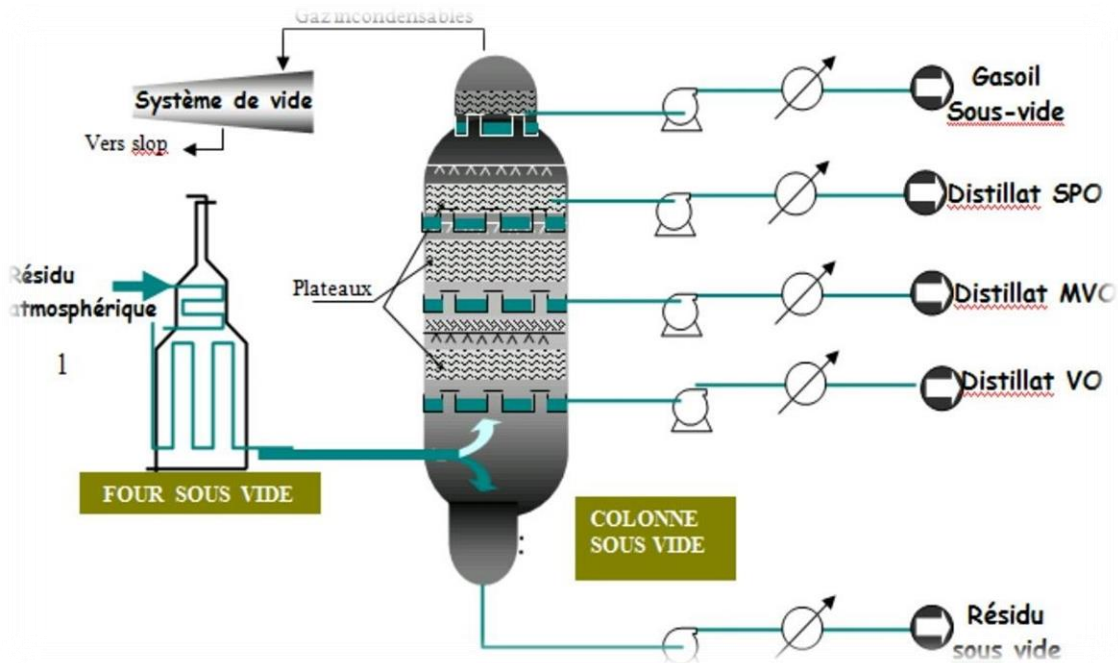 Gaz incondensables
Système de vide
Vers slop
Gasoil
Sous-vide
Distillat SPO
Résidu
atmosphérique
1
Plateaux
Distillat MVO
Distillat VO
FOUR SOUS VIDE
COLONNE
SOUS VIDE
:
Résidu
sous vide